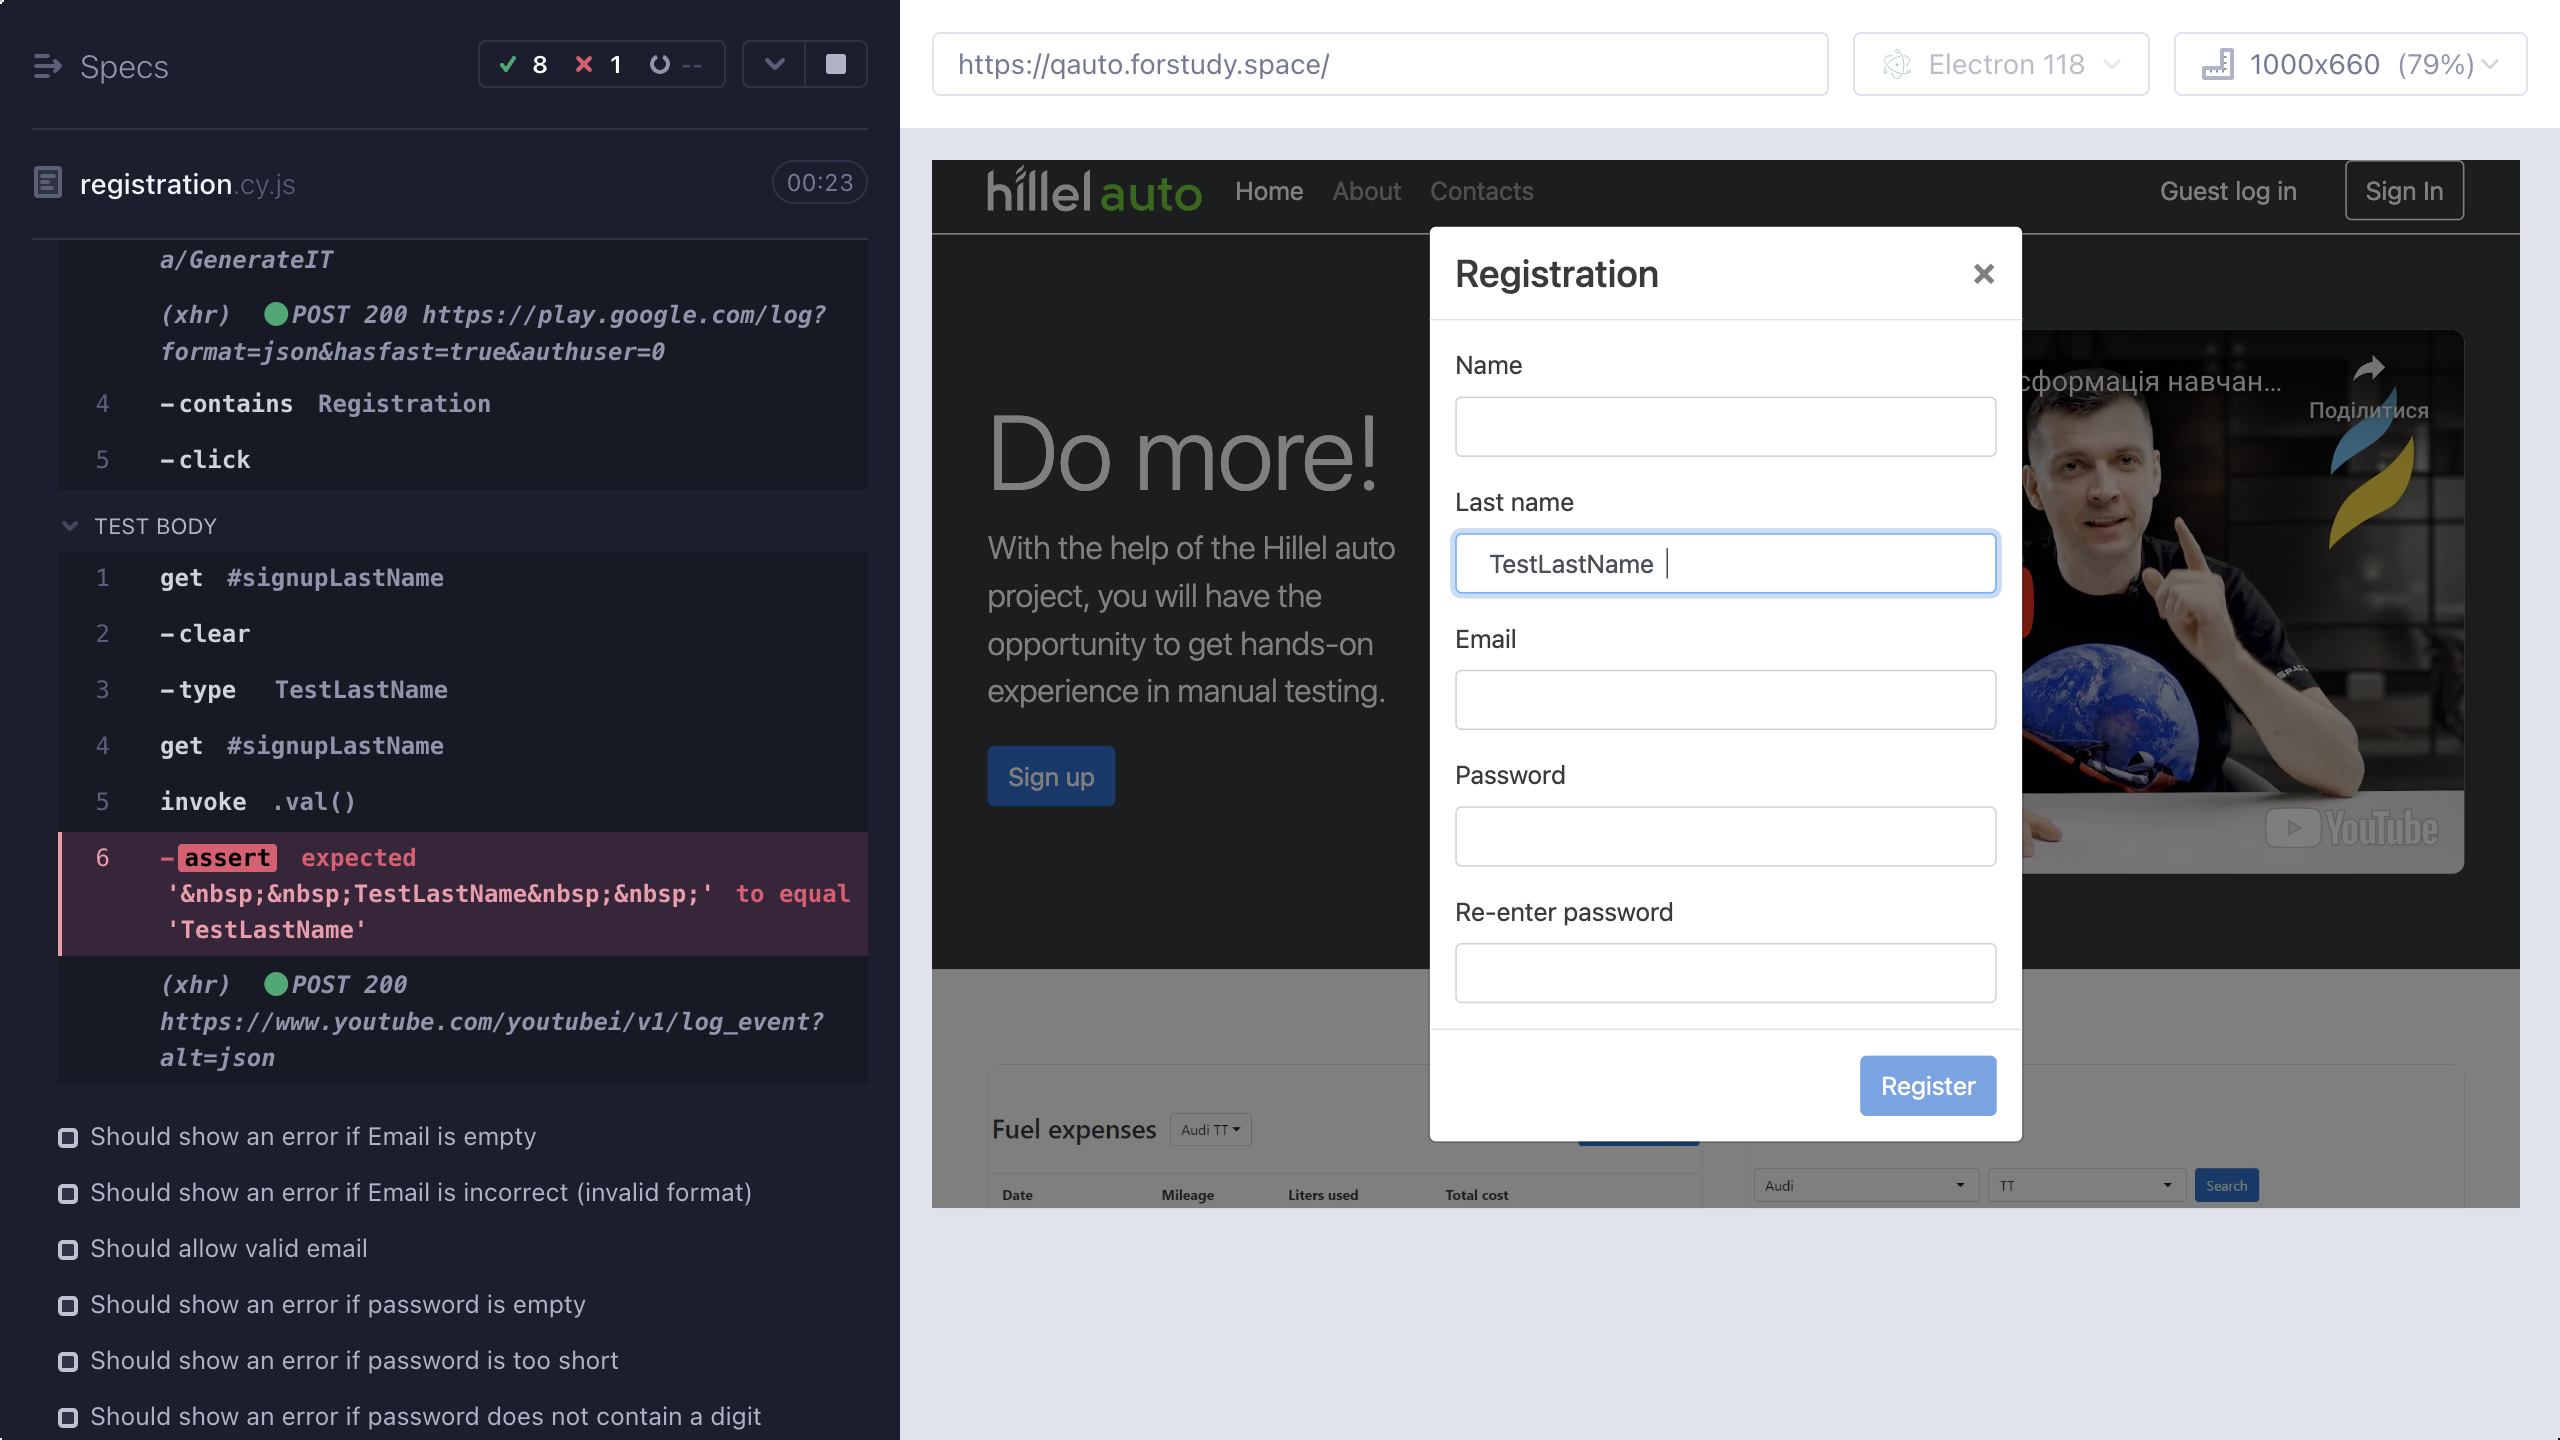 Specs
8 1 --
registration.cy.js 00:23
a/GenerateIT
(xhr) POST 200 https://play.google.com/log?
format=json&hasfast=true&authuser=0
4 -contains Registration
5 -click
TEST BODY
1 get #signupLastName
2 -clear
3 -type TestLastName
4 get #signupLastName
5 invoke .val()
6 -assert expected
'&nbsp;&nbsp;TestLastName&nbsp;&nbsp;' to equal
'TestLastName'
(xhr) POST 200
https://www.youtube.com/youtubei/v1/log_event?
alt=json
Should show an error if Email is empty
Should show an error if Email is incorrect (invalid format)
Should allow valid email
Should show an error if password is empty
Should show an error if password is too short
Should show an error if password does not contain a digit
https://qauto.forstudy.space/
Electron 118
1000x660 (79%)
hillel auto Home About Contacts Guest log in Sign In
Do more!
With the help of the Hillel auto
project, you will have the
opportunity to get hands-on
experience in manual testing.
Sign up
Registration ×
Name
Last name
TestLastName
Email
Password
Re-enter password
Register
сформація навчан...
Поділитися
YouTube
Fuel expenses Audi TT
Date Mileage Liters used Total cost
Audi TT Search